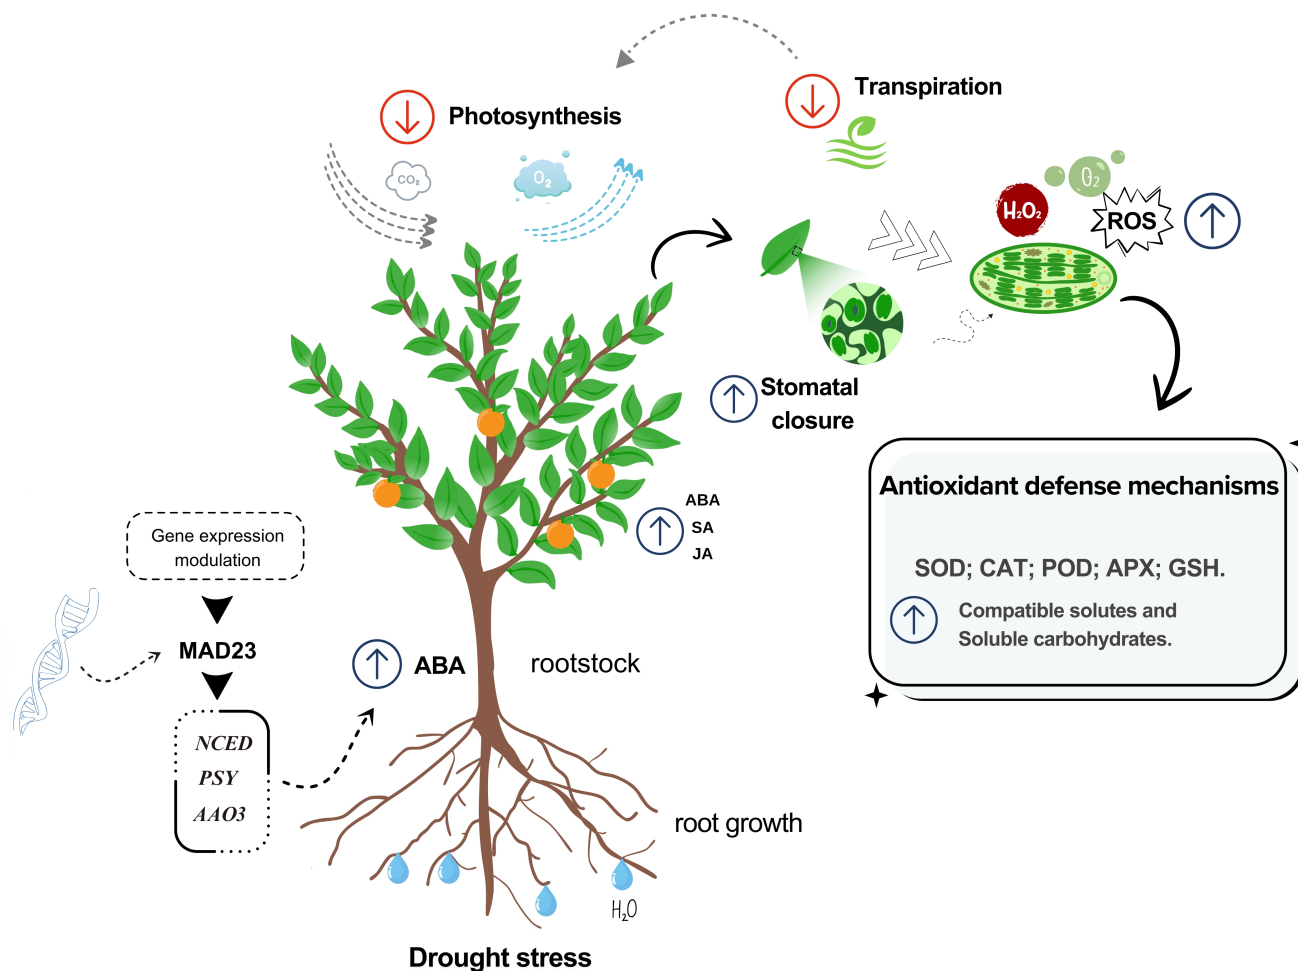 Transpiration
Photosynthesis
CO₂
O₂
O₂
H₂O₂
ROS
Stomatal
closure
Antioxidant defense mechanisms
SOD; CAT; POD; APX; GSH.
Compatible solutes and
Soluble carbohydrates.
ABA
SA
JA
Gene expression
modulation
MAD23
NCED
PSY
AAO3
ABA
rootstock
root growth
H₂O
Drought stress